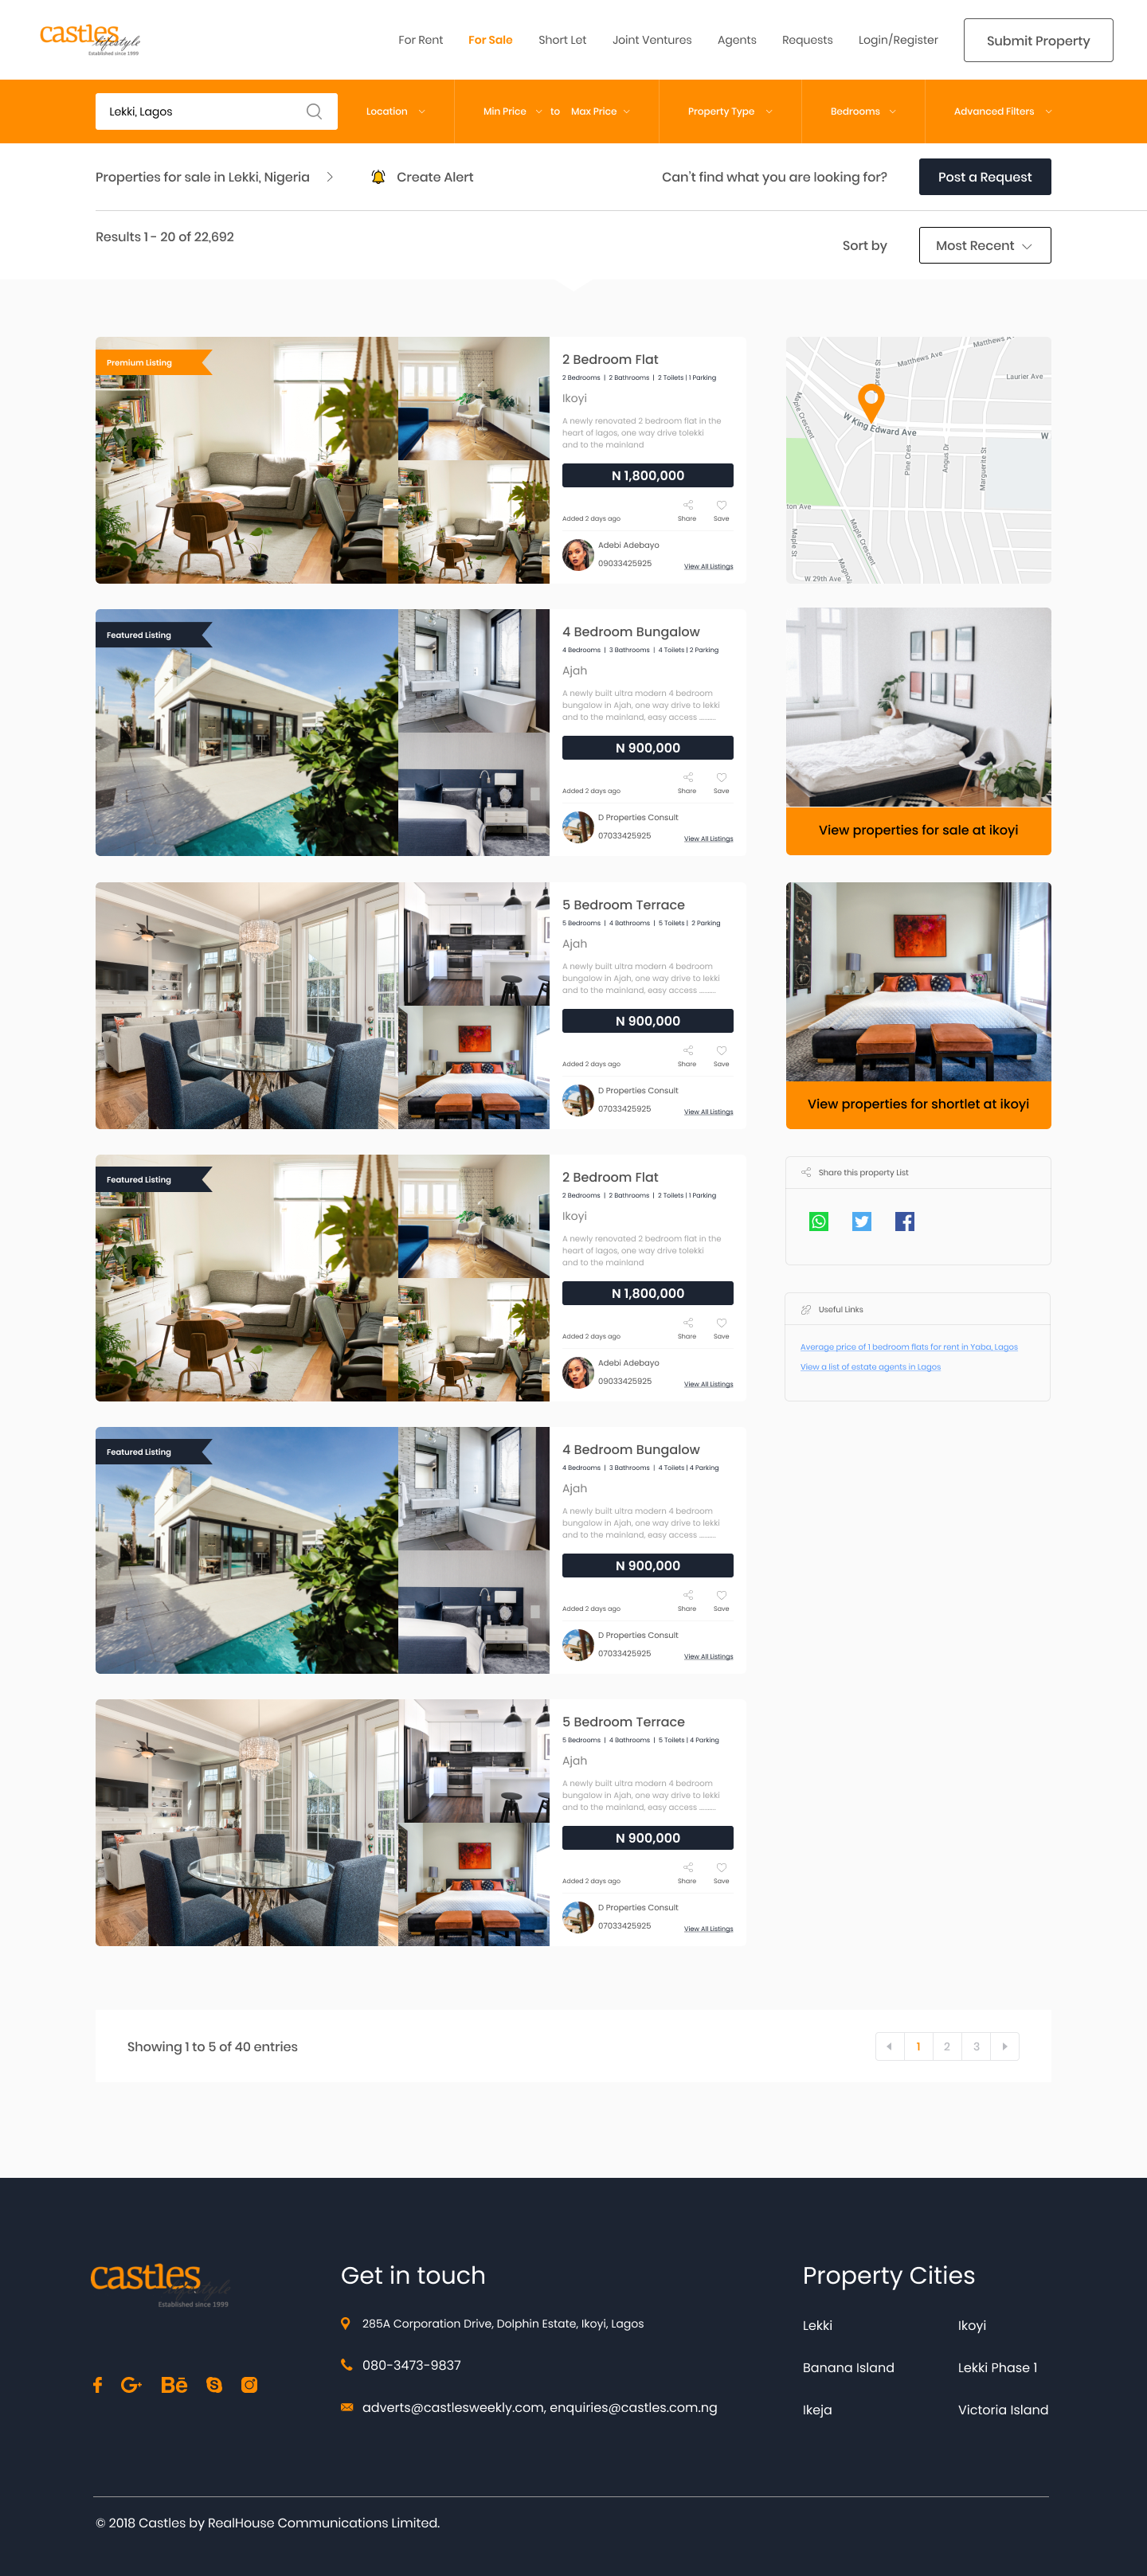 castles
lifestyle
Established since 1999
For Rent
For Sale
Short Let
Joint Ventures
Agents
Requests
Login/Register
Submit Property
Lekki, Lagos
Location
Min Price
to
Max Price
Property Type
Bedrooms
Advanced Filters
Properties for sale in Lekki, Nigeria
Create Alert
Can't find what you are looking for?
Post a Request
Results 1 - 20 of 22,692
Sort by
Most Recent
Premium Listing
2 Bedroom Flat
2 Bedrooms | 2 Bathrooms | 2 Toilets | 1 Parking
Ikoyi
A newly renovated 2 bedroom flat in the
heart of lagos, one way drive tolekki
and to the mainland
N 1,800,000
Added 2 days ago
Share
Save
Adebi Adebayo
09033425925
View All Listings
Matthews Ave
Matthews A
press St
Laurier Ave
Maple Crescent
W King Edward Ave
W
Pine Cres
Angus Dr
Marguerite St
ton Ave
Maple St
Maple Crescent
Magnoli
W 29th Ave
Featured Listing
4 Bedroom Bungalow
4 Bedrooms | 3 Bathrooms | 4 Toilets | 2 Parking
Ajah
A newly built ultra modern 4 bedroom
bungalow in Ajah, one way drive to lekki
and to the mainland, easy access ..........
N 900,000
Added 2 days ago
Share
Save
D Properties Consult
07033425925
View All Listings
View properties for sale at ikoyi
5 Bedroom Terrace
5 Bedrooms | 4 Bathrooms | 5 Toilets | 2 Parking
Ajah
A newly built ultra modern 4 bedroom
bungalow in Ajah, one way drive to lekki
and to the mainland, easy access ..........
N 900,000
Added 2 days ago
Share
Save
D Properties Consult
07033425925
View All Listings
View properties for shortlet at ikoyi
Featured Listing
2 Bedroom Flat
2 Bedrooms | 2 Bathrooms | 2 Toilets | 1 Parking
Ikoyi
A newly renovated 2 bedroom flat in the
heart of lagos, one way drive tolekki
and to the mainland
N 1,800,000
Added 2 days ago
Share
Save
Adebi Adebayo
09033425925
View All Listings
Share this property List
Useful Links
Average price of 1 bedroom flats for rent in Yaba, Lagos
View a list of estate agents in Lagos
Featured Listing
4 Bedroom Bungalow
4 Bedrooms | 3 Bathrooms | 4 Toilets | 4 Parking
Ajah
A newly built ultra modern 4 bedroom
bungalow in Ajah, one way drive to lekki
and to the mainland, easy access ..........
N 900,000
Added 2 days ago
Share
Save
D Properties Consult
07033425925
View All Listings
5 Bedroom Terrace
5 Bedrooms | 4 Bathrooms | 5 Toilets | 4 Parking
Ajah
A newly built ultra modern 4 bedroom
bungalow in Ajah, one way drive to lekki
and to the mainland, easy access ..........
N 900,000
Added 2 days ago
Share
Save
D Properties Consult
07033425925
View All Listings
Showing 1 to 5 of 40 entries
1
2
3
castles
lifestyle
Established since 1999
Get in touch
285A Corporation Drive, Dolphin Estate, Ikoyi, Lagos
080-3473-9837
adverts@castlesweekly.com, enquiries@castles.com.ng
Property Cities
Lekki
Ikoyi
Banana Island
Lekki Phase 1
Ikeja
Victoria Island
© 2018 Castles by RealHouse Communications Limited.